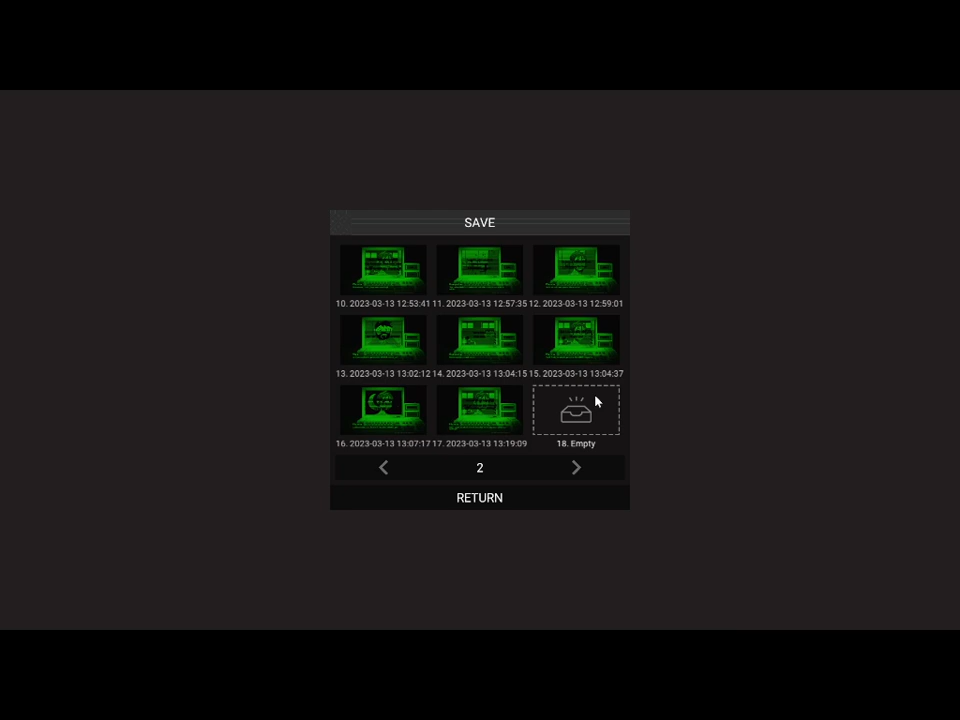 SAVE
10. 2023-03-13 12:53:41 11. 2023-03-13 12:57:35 12. 2023-03-13 12:59:01
13. 2023-03-13 13:02:12 14. 2023-03-13 13:04:15 15. 2023-03-13 13:04:37
16. 2023-03-13 13:07:17 17. 2023-03-13 13:19:09 18. Empty
2
RETURN